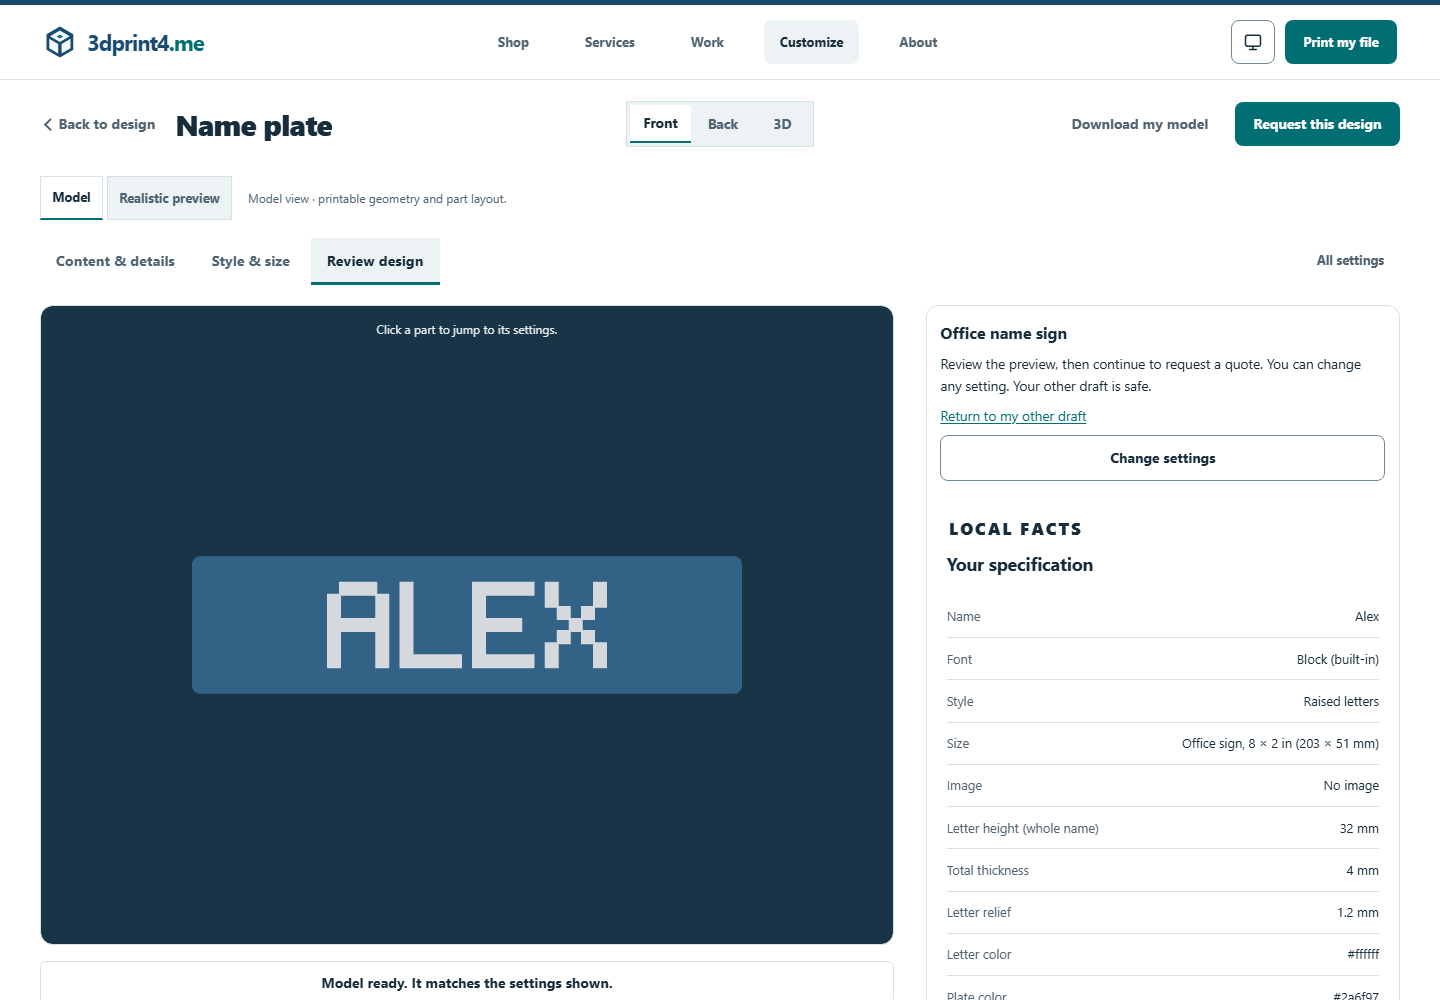 3dprint4.me
Shop
Services
Work
Customize
About
Print my file
Back to design
Name plate
Front
Back
3D
Download my model
Request this design
Model
Realistic preview
Model view · printable geometry and part layout.
Content & details
Style & size
Review design
All settings
Click a part to jump to its settings.
ALEX
Model ready. It matches the settings shown.
Office name sign
Review the preview, then continue to request a quote. You can change
any setting. Your other draft is safe.
Return to my other draft
Change settings
LOCAL FACTS
Your specification
Name Alex
Font Block (built-in)
Style Raised letters
Size Office sign, 8 × 2 in (203 × 51 mm)
Image No image
Letter height (whole name) 32 mm
Total thickness 4 mm
Letter relief 1.2 mm
Letter color #ffffff
Plate color #2a6f97